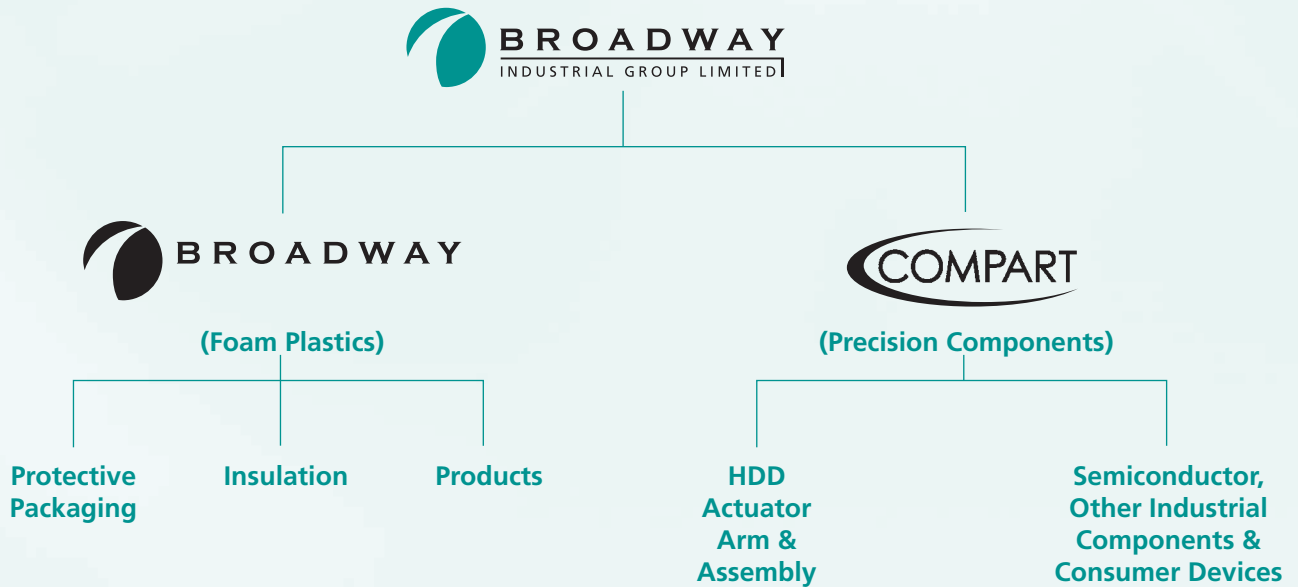 BROADWAY
INDUSTRIAL GROUP LIMITED
BROADWAY
COMPART
(Foam Plastics)
(Precision Components)
Protective
Packaging
Insulation
Products
HDD
Actuator
Arm &
Assembly
Semiconductor,
Other Industrial
Components &
Consumer Devices